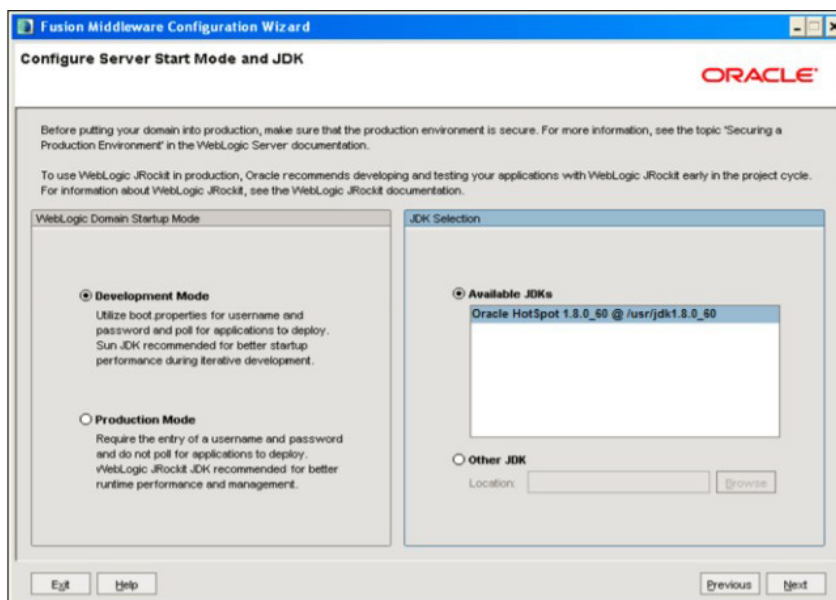 Fusion Middleware Configuration Wizard
Configure Server Start Mode and JDK
ORACLE
Before putting your domain into production, make sure that the production environment is secure. For more information, see the topic 'Securing a
Production Environment' in the WebLogic Server documentation.
To use WebLogic JRockit in production, Oracle recommends developing and testing your applications with WebLogic JRockit early in the project cycle.
For information about WebLogic JRockit, see the WebLogic JRockit documentation.
WebLogic Domain Startup Mode
Development Mode
Utilize boot.properties for username and
password and poll for applications to deploy.
Sun JDK recommended for better startup
performance during iterative development.
Production Mode
Require the entry of a username and password
and do not poll for applications to deploy.
WebLogic JRockit JDK recommended for better
runtime performance and management.
JDK Selection
Available JDKs
Oracle HotSpot 1.8.0_60 @ /usr/jdk1.8.0_60
Other JDK
Location:
Browse
Exit
Help
Previous
Next